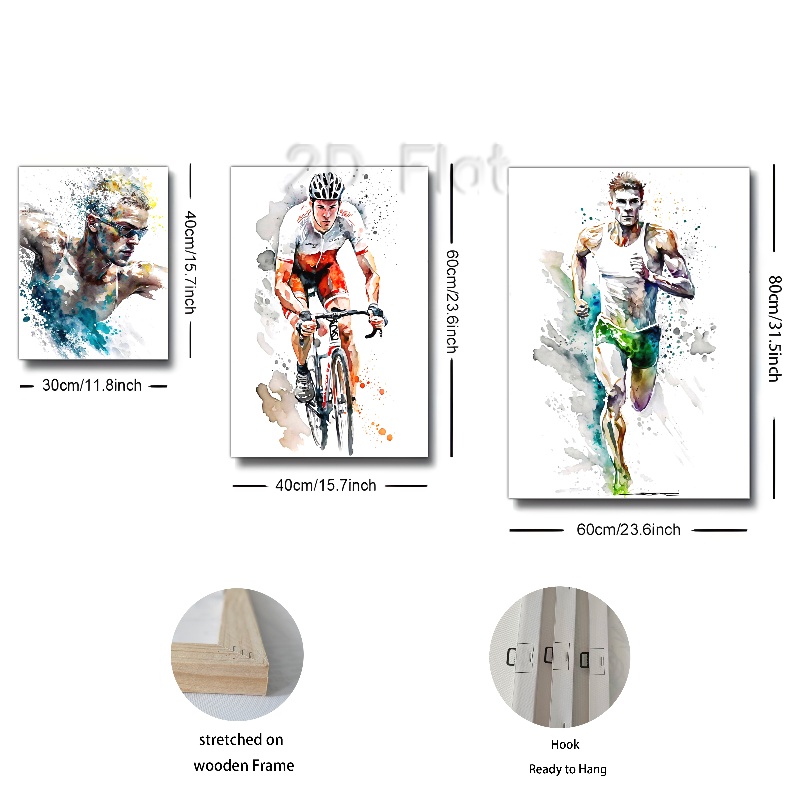 2D Flat
40cm/15.7inch
30cm/11.8inch
60cm/23.6inch
40cm/15.7inch
80cm/31.5inch
60cm/23.6inch
stretched on
wooden Frame
Hook
Ready to Hang